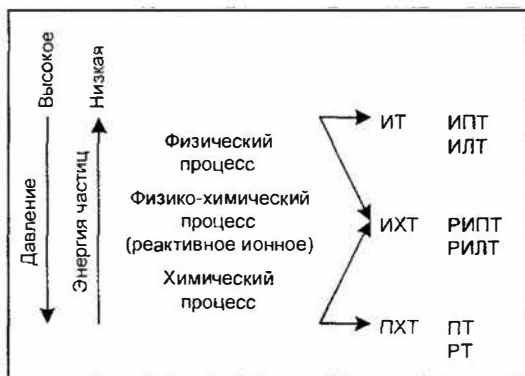 Высокое
Давление
Низкая
Энергия частиц
Физический
процесс
Физико-химический
процесс
(реактивное ионное)
Химический
процесс
ИТ ИПТ
ИЛТ
ИХТ РИПТ
РИЛТ
ПХТ ПТ
РТ